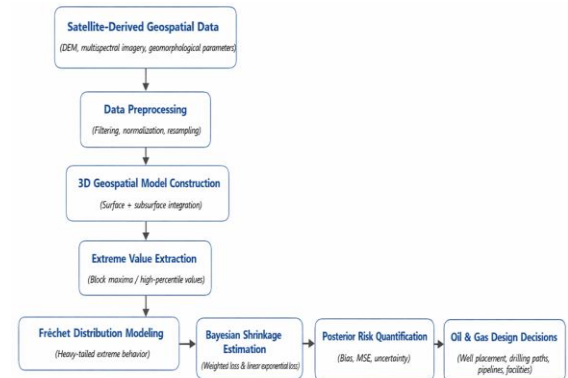 Satellite-Derived Geospatial Data
(DEM, multispectral imagery, geomorphological parameters)
Data Preprocessing
(Filtering, normalization, resampling)
3D Geospatial Model Construction
(Surface + subsurface integration)
Extreme Value Extraction
(Block maxima / high-percentile values)
Fréchet Distribution Modeling
(Heavy-tailed extreme behavior)
Bayesian Shrinkage
Estimation
(Weighted loss & linear exponential loss)
Posterior Risk Quantification
(Bias, MSE, uncertainty)
Oil & Gas Design Decisions
(Well placement, drilling paths,
pipelines, facilities)